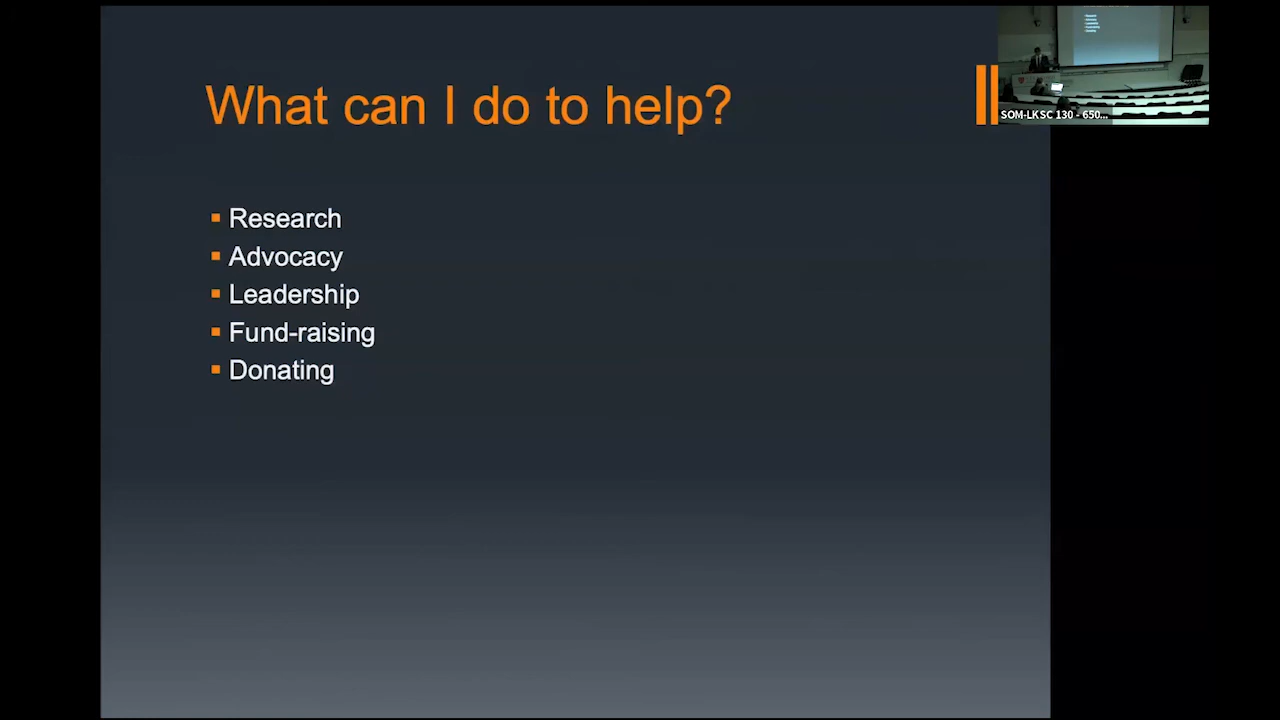 What can I do to help?
SOM-LKSC 130 - 650...
Research
Advocacy
Leadership
Fund-raising
Donating